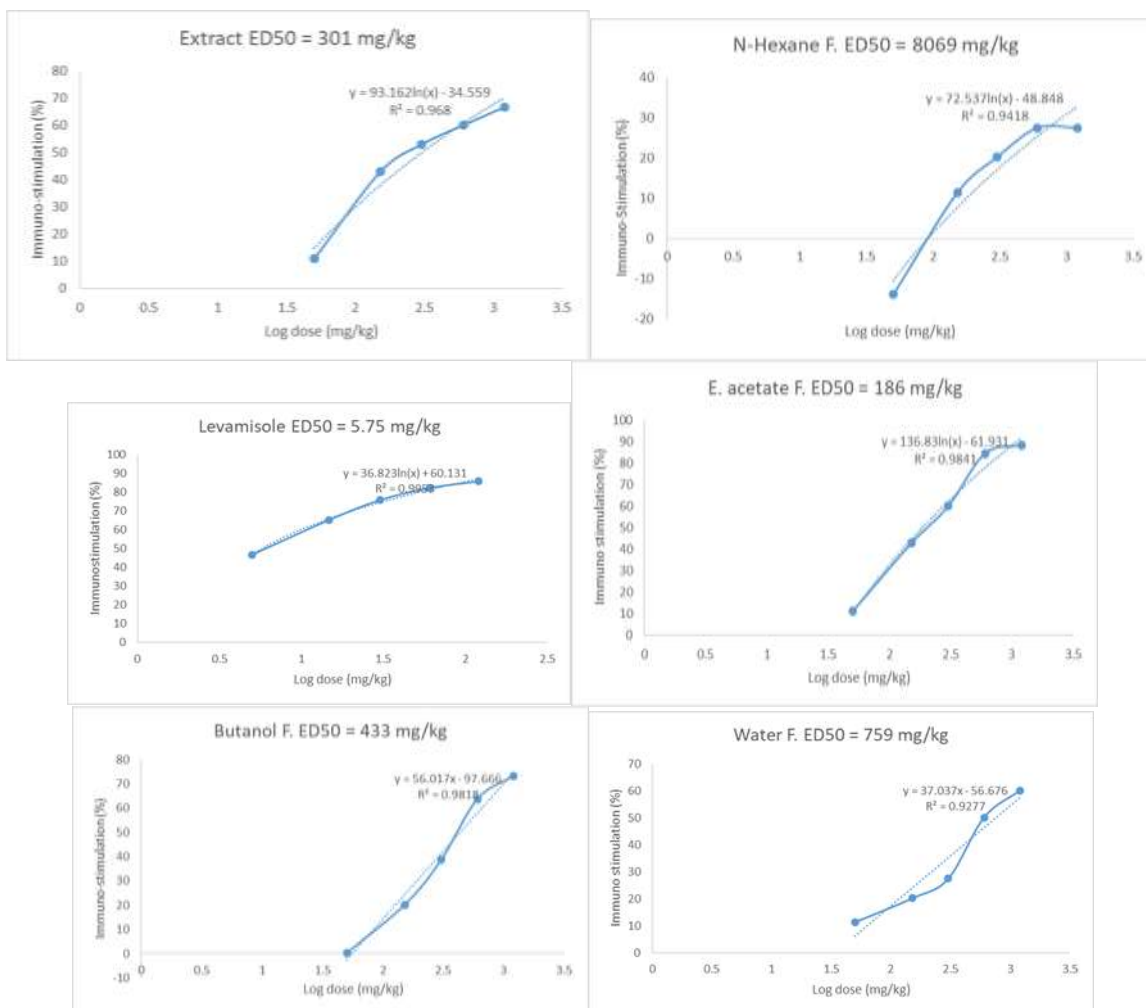 Extract ED50 = 301 mg/kg
Immuno-stimulation (%)
80
70
60
50
40
30
20
10
0
y = 93.162ln(x) - 34.559
R² = 0.968
0 0.5 1 1.5 2 2.5 3 3.5
Log dose (mg/kg)
N-Hexane F. ED50 = 8069 mg/kg
Immuno-Stimulation (%)
40
30
20
10
0
-10
-20
y = 72.537ln(x) - 48.848
R² = 0.9418
0 0.5 1 1.5 2 2.5 3 3.5
Log dose (mg/kg)
Levamisole ED50 = 5.75 mg/kg
Immunostimulation (%)
100
90
80
70
60
50
40
30
20
10
0
y = 36.823ln(x) + 60.131
0 0.5 1 1.5 2 2.5
Log dose (mg/kg)
E. acetate F. ED50 = 186 mg/kg
Immuno stimulation (%)
100
90
80
70
60
50
40
30
20
10
0
y = 136.83ln(x) - 61.931
R² = 0.9841
0 0.5 1 1.5 2 2.5 3 3.5
Log dose (mg/kg)
Butanol F. ED50 = 433 mg/kg
Immuno-stimulation (%)
80
70
60
50
40
30
20
10
0
-10
y = 56.017x - 97.666
0 0.5 1 1.5 2 2.5 3 3.5
Log dose (mg/kg)
Water F. ED50 = 759 mg/kg
Immuno stimulation (%)
70
60
50
40
30
20
10
0
y = 37.037x - 56.676
R² = 0.9277
0 0.5 1 1.5 2 2.5 3 3.5
Log dose (mg/kg)